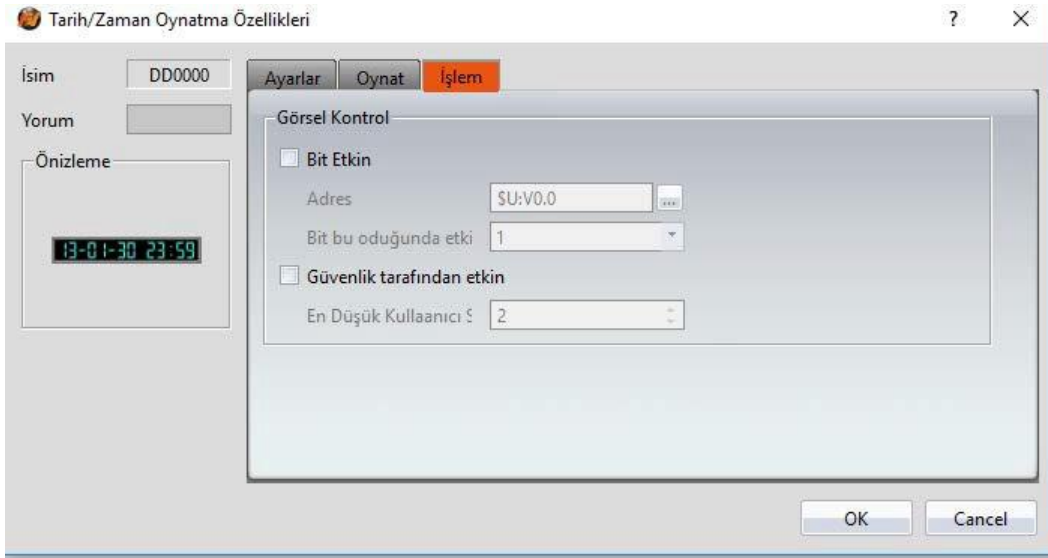 Tarih/Zaman Oynatma Özellikleri
?
İsim
DD0000
Yorum
Önizleme
13-01-30 23:59
Ayarlar
Oynat
İşlem
Görsel Kontrol
Bit Etkin
Adres
$U:V0.0
...
Bit bu oduğunda etki
1
Güvenlik tarafından etkin
En Düşük Kullaanıcı S
2
OK
Cancel